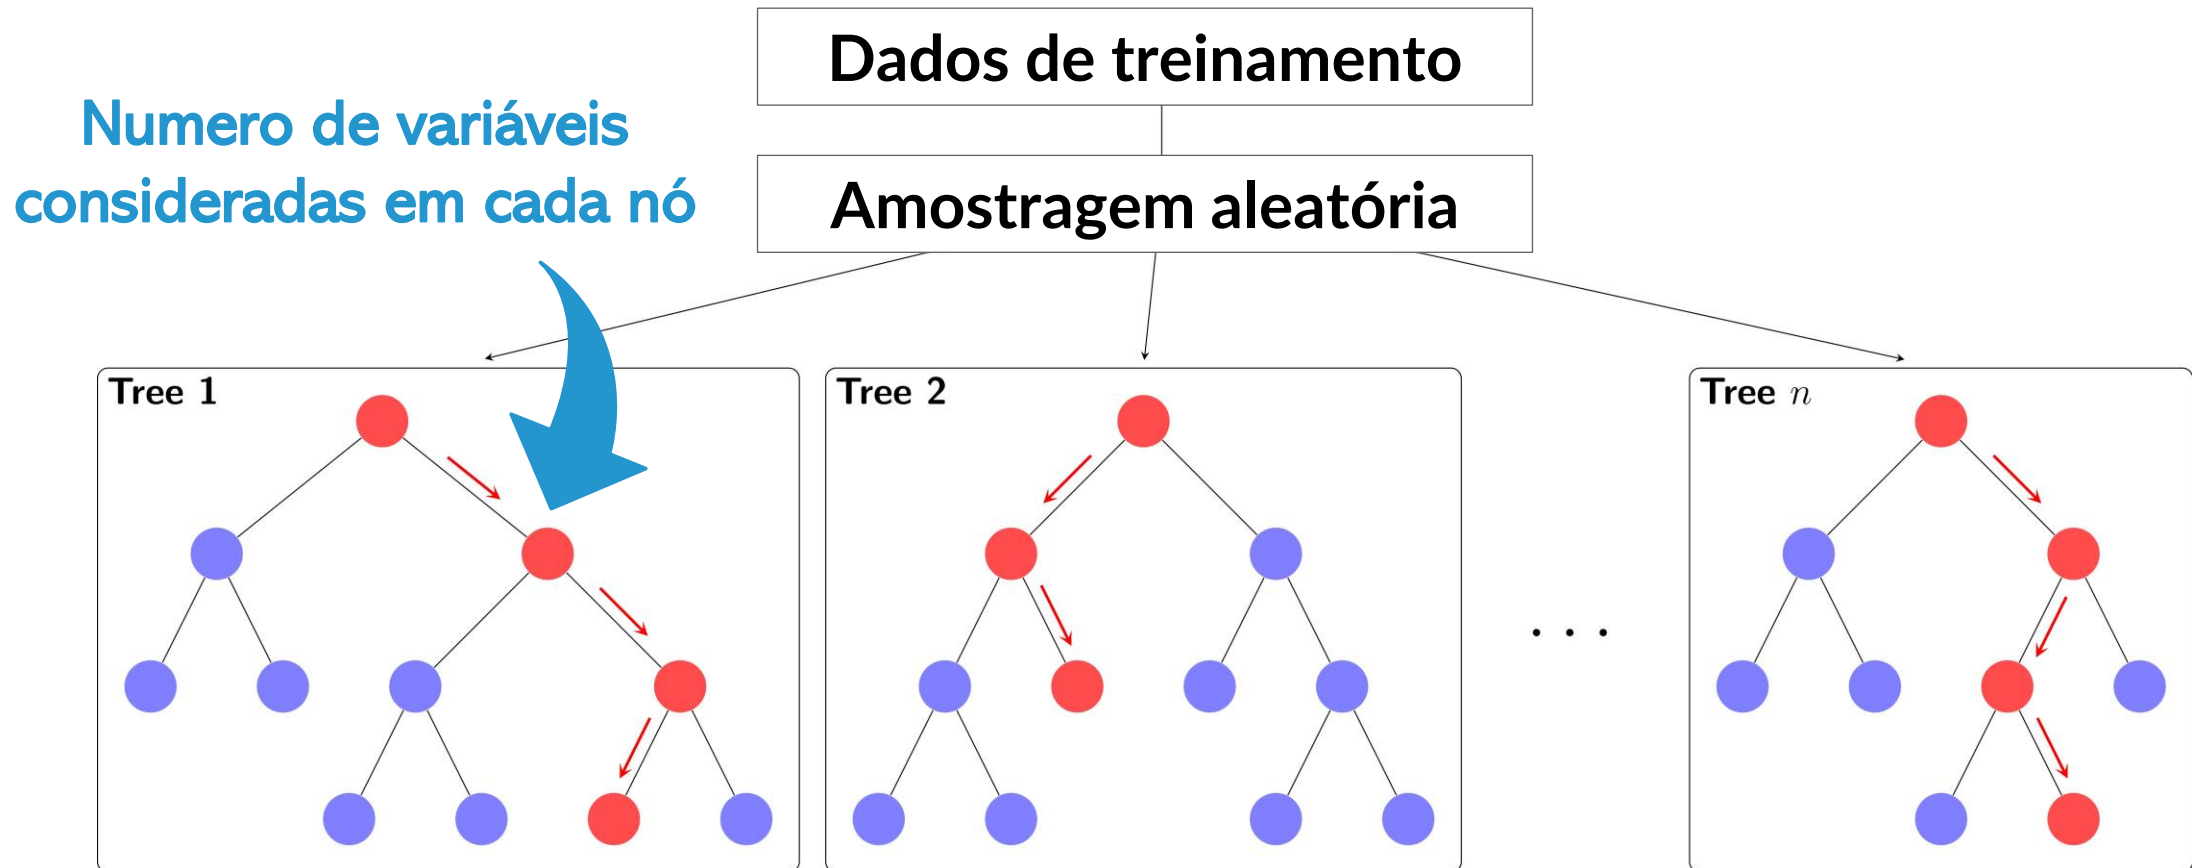 Dados de treinamento
Numero de variáveis
consideradas em cada nó
Amostragem aleatória
Tree 1
Tree 2
. . .
Tree n